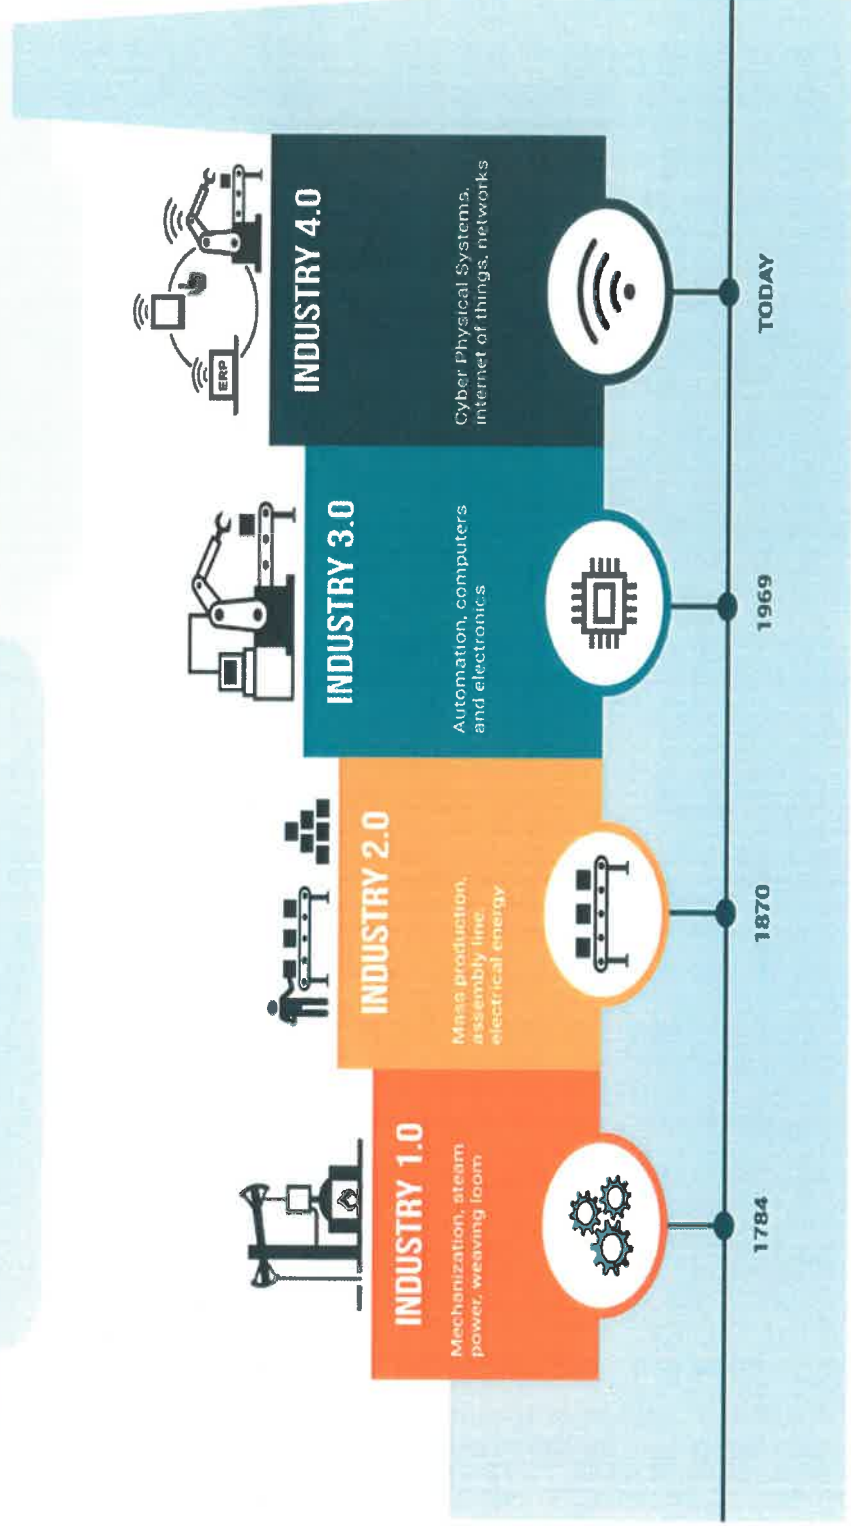 INDUSTRY 1.0
Mechanization, steam
power, weaving loom
1784
INDUSTRY 2.0
Mass production,
assembly line,
electrical energy
1870
INDUSTRY 3.0
Automation, computers
and electronics
1969
ERP
INDUSTRY 4.0
Cyber Physical Systems,
internet of things, networks
TODAY